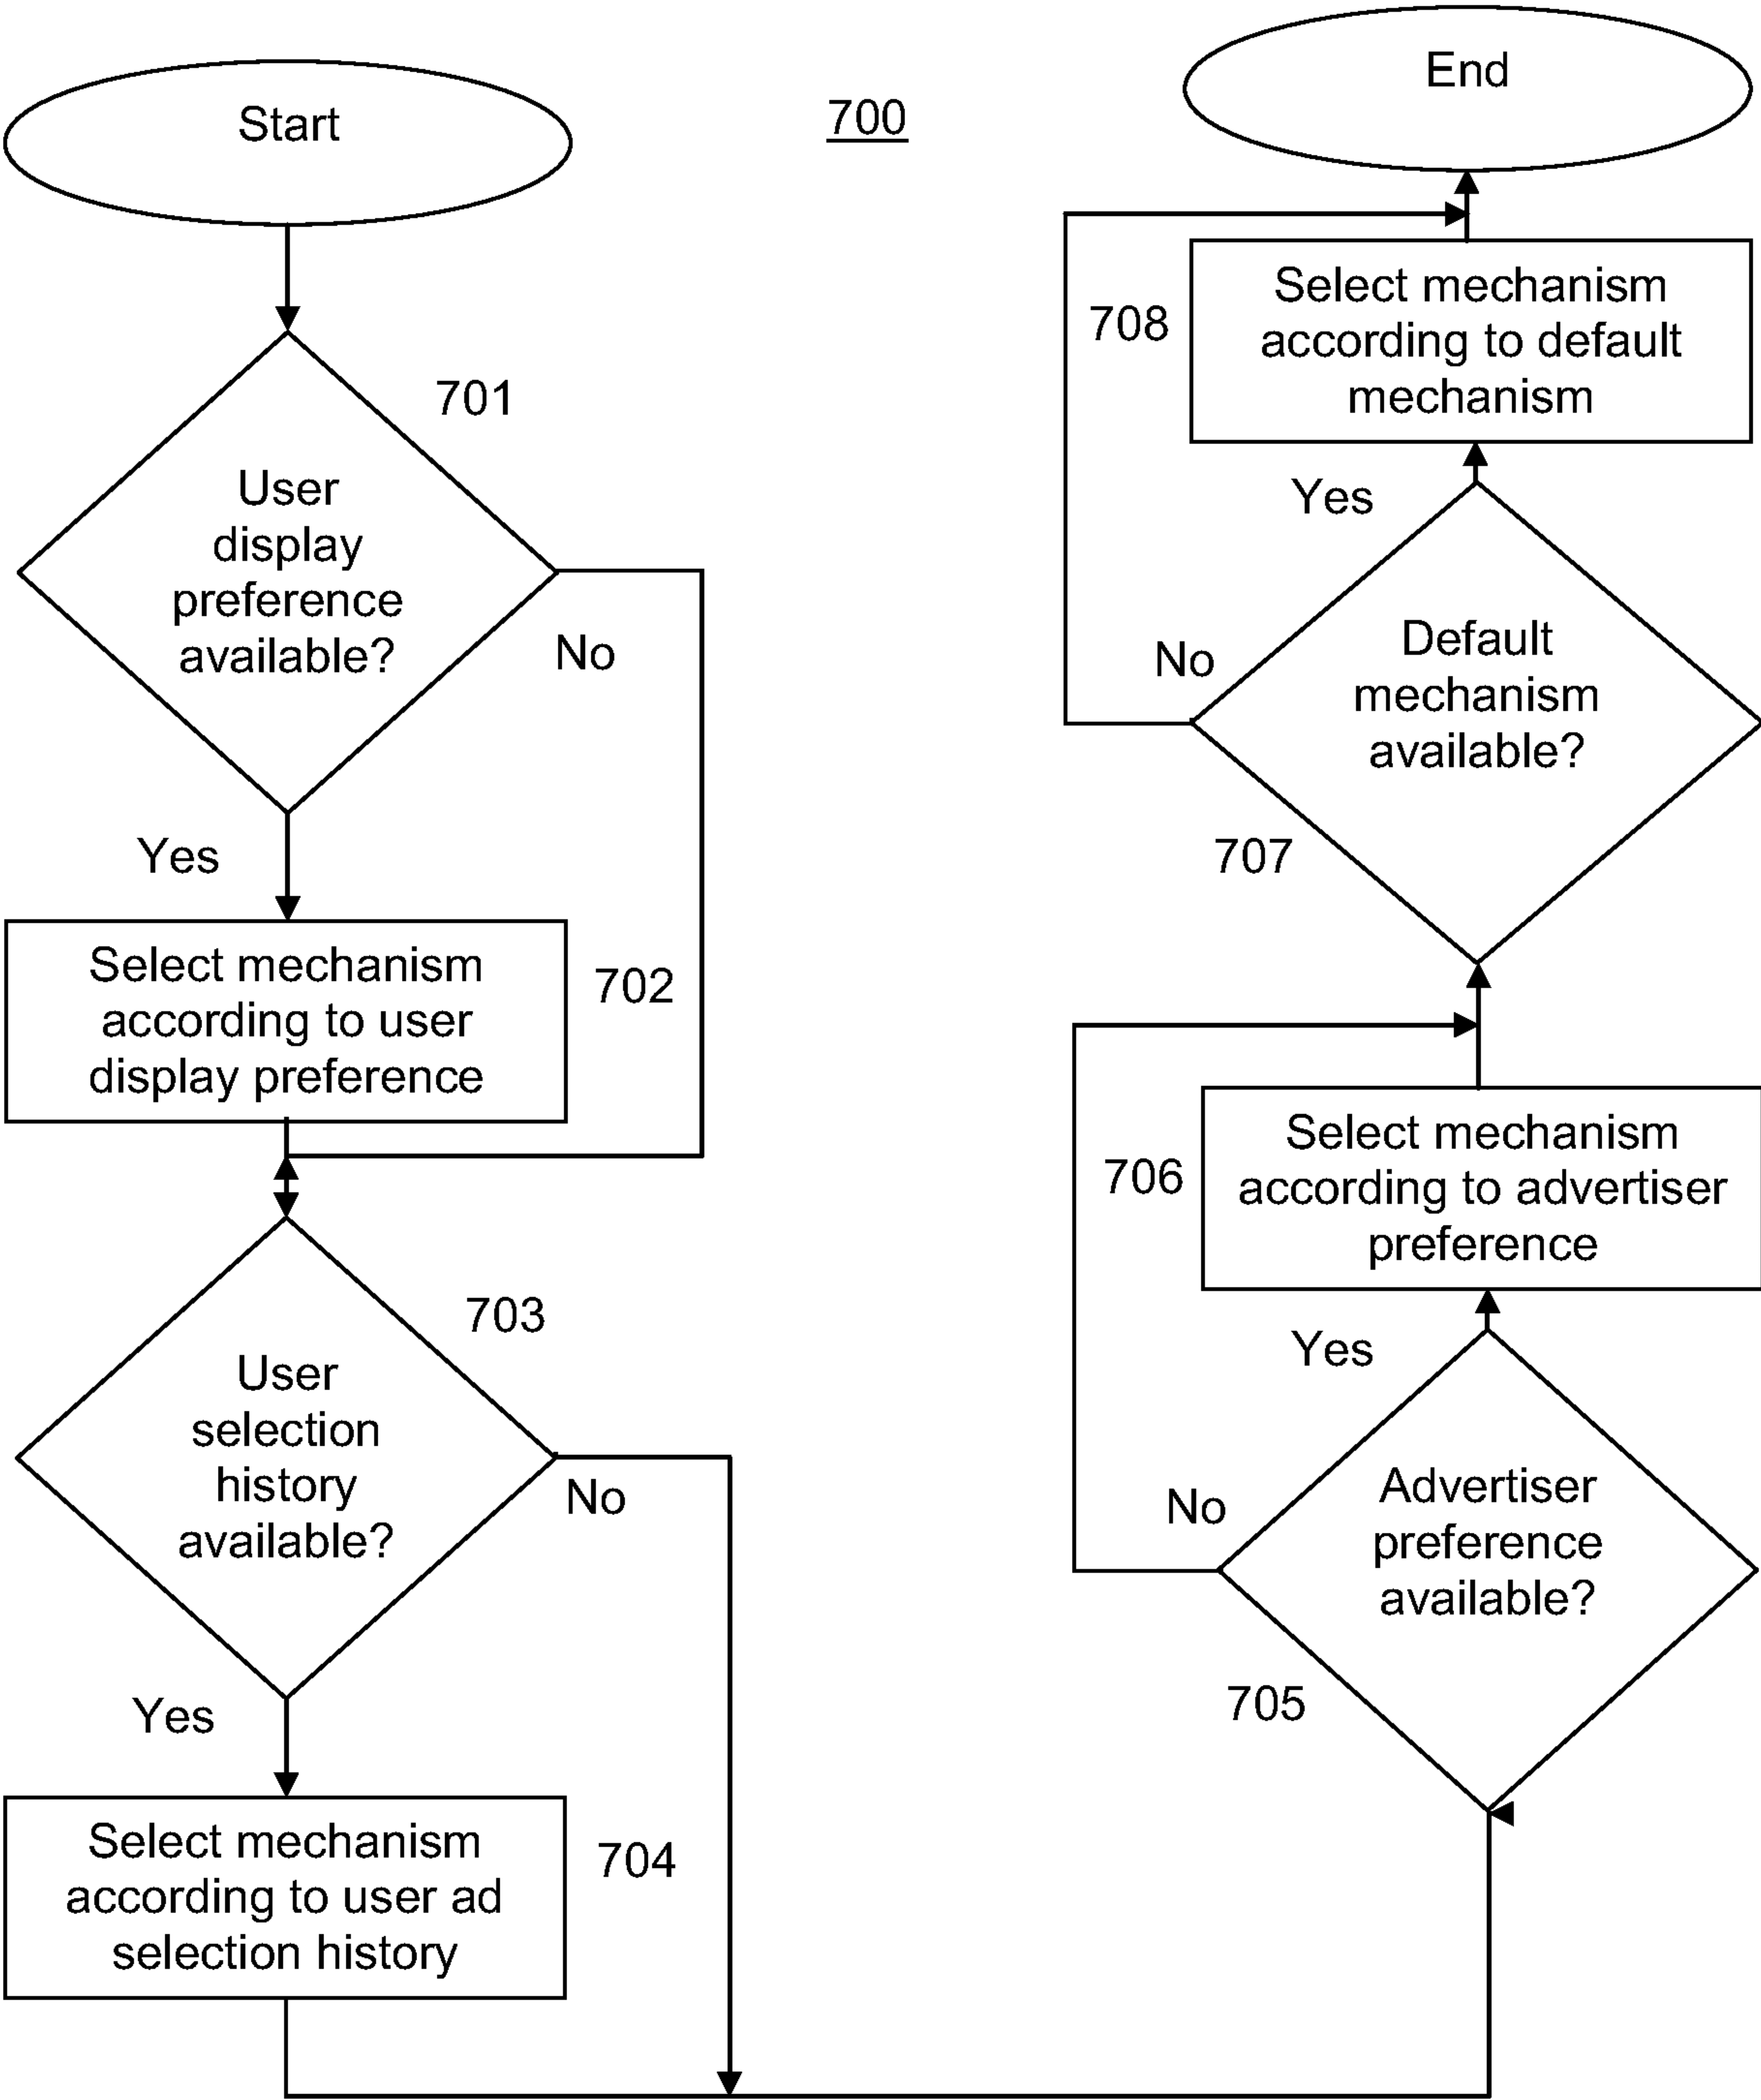 Start
700
701
User
display
preference
available?
No
Yes
Select mechanism
according to user
display preference
702
703
User
selection
history
available?
No
Yes
Select mechanism
according to user ad
selection history
704
End
708
Select mechanism
according to default
mechanism
Yes
No
Default
mechanism
available?
707
706
Select mechanism
according to advertiser
preference
Yes
No
Advertiser
preference
available?
705